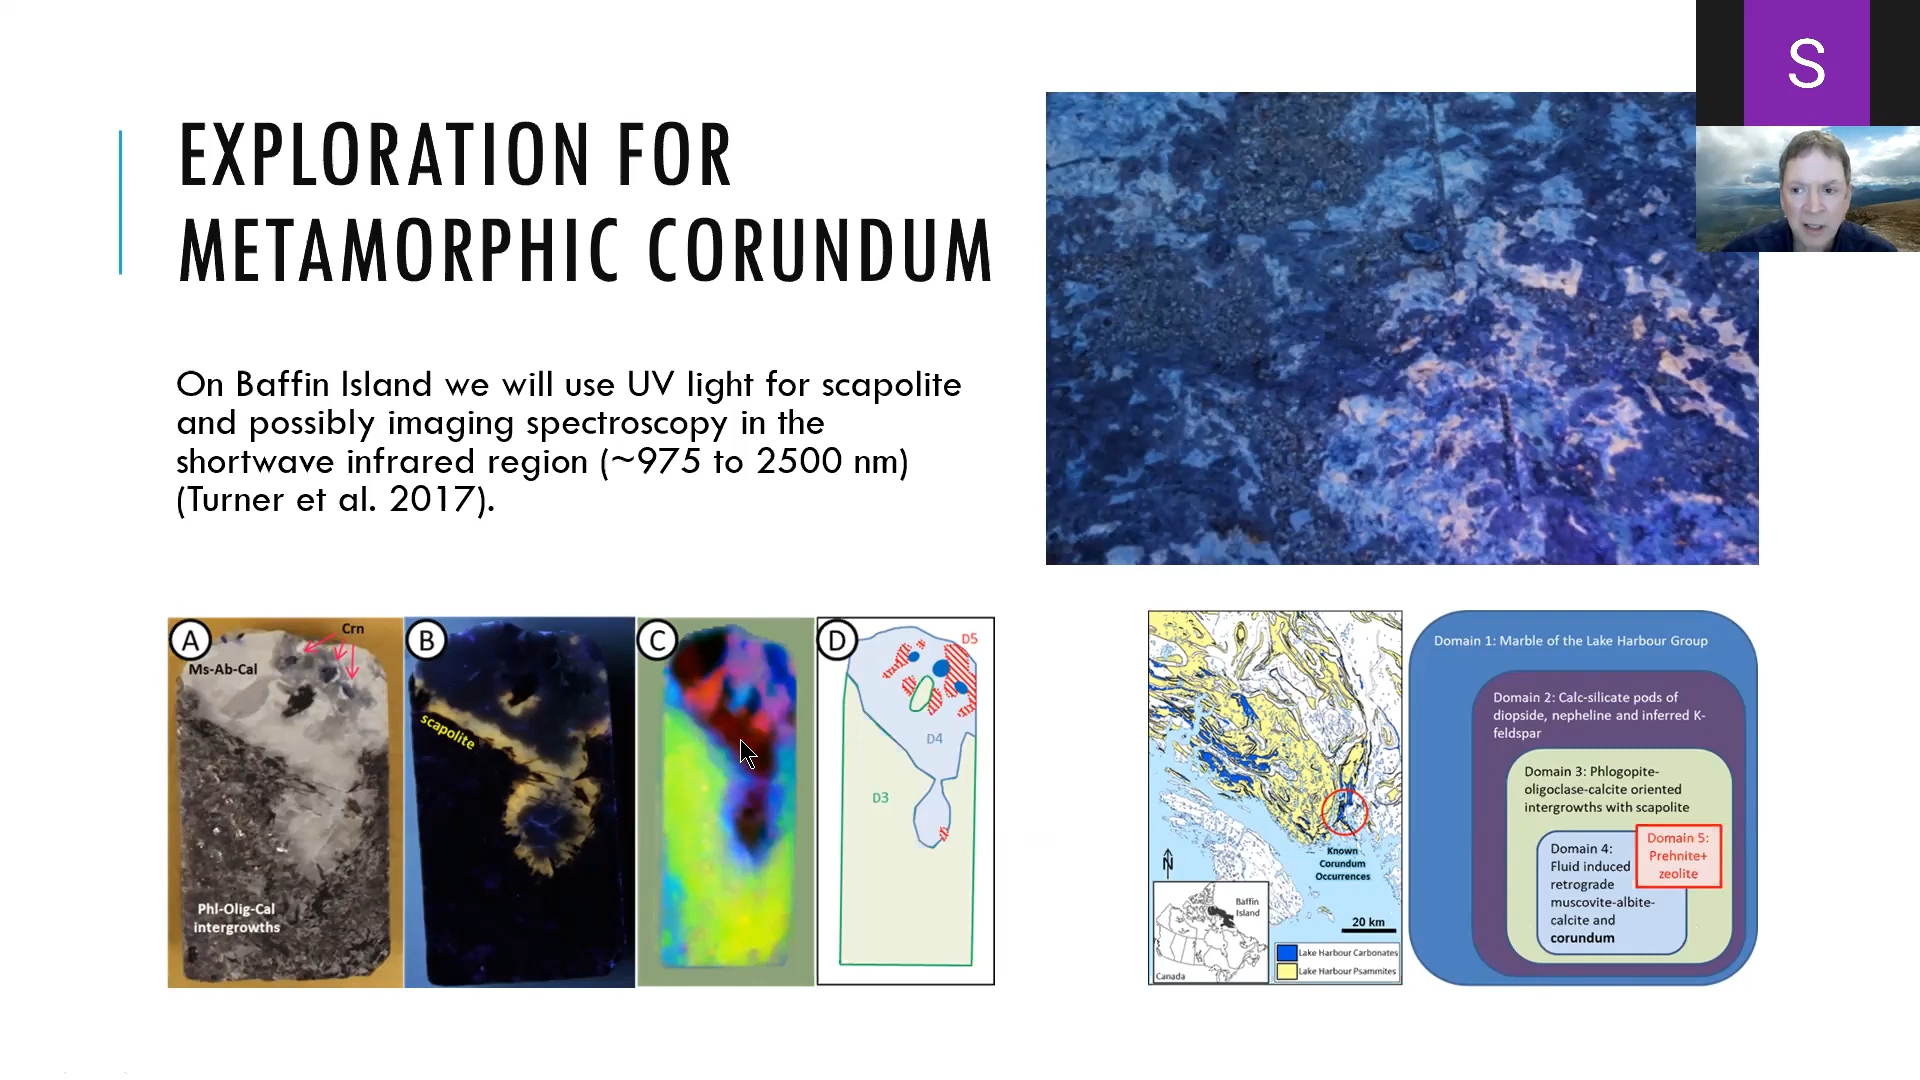 S
EXPLORATION FOR
METAMORPHIC CORUNDUM
On Baffin Island we will use UV light for scapolite
and possibly imaging spectroscopy in the
shortwave infrared region (~975 to 2500 nm)
(Turner et al. 2017).
A
Crn
Ms-Ab-Cal
Phl-Olig-Cal
intergrowths
B
scapolite
C
D
D5
D4
D3
Known
Corundum
Occurrences
N
20 km
Baffin
Island
Canada
Lake Harbour Carbonates
Lake Harbour Psammites
Domain 1: Marble of the Lake Harbour Group
Domain 2: Calc-silicate pods of
diopside, nepheline and inferred K-
feldspar
Domain 3: Phlogopite-
oligoclase-calcite oriented
intergrowths with scapolite
Domain 4:
Fluid induced
retrograde
muscovite-albite-
calcite and
corundum
Domain 5:
Prehnite+
zeolite